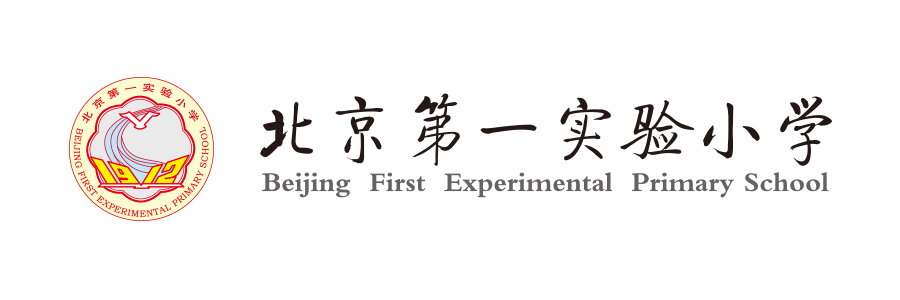 北京第一实验小学
BEIJING FIRST EXPERIMENTAL PRIMARY SCHOOL
1912
北京第一实验小学
Beijing First Experimental Primary School